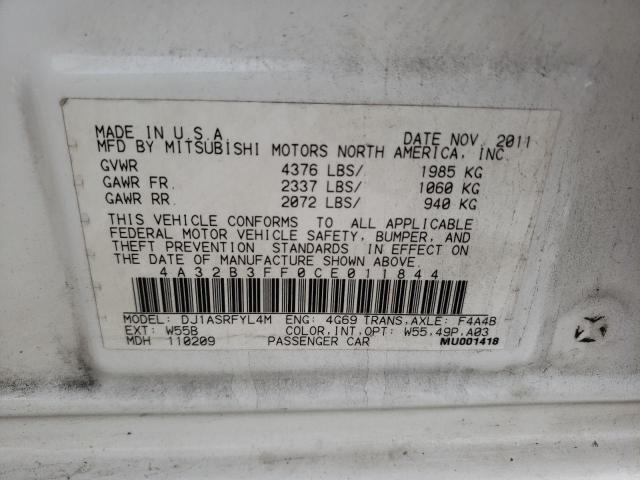 MADE IN U.S.A. DATE NOV, 2011
MFD BY MITSUBISHI MOTORS NORTH AMERICA, INC.
GVWR 4376 LBS/ 1985 KG
GAWR FR. 2337 LBS/ 1060 KG
GAWR RR. 2072 LBS/ 940 KG
THIS VEHICLE CONFORMS TO ALL APPLICABLE
FEDERAL MOTOR VEHICLE SAFETY, BUMPER, AND
THEFT PREVENTION STANDARDS IN EFFECT ON
THE DATE OF MANUFACTURE SHOWN ABOVE.
4A32B3FF0CE011844
MODEL: DJ1ASRFYL4M ENG: 4G69 TRANS,AXLE: F4A4B
EXT: W55B COLOR,INT,OPT: W55,49P,A03
MDH 110209 PASSENGER CAR MU001418